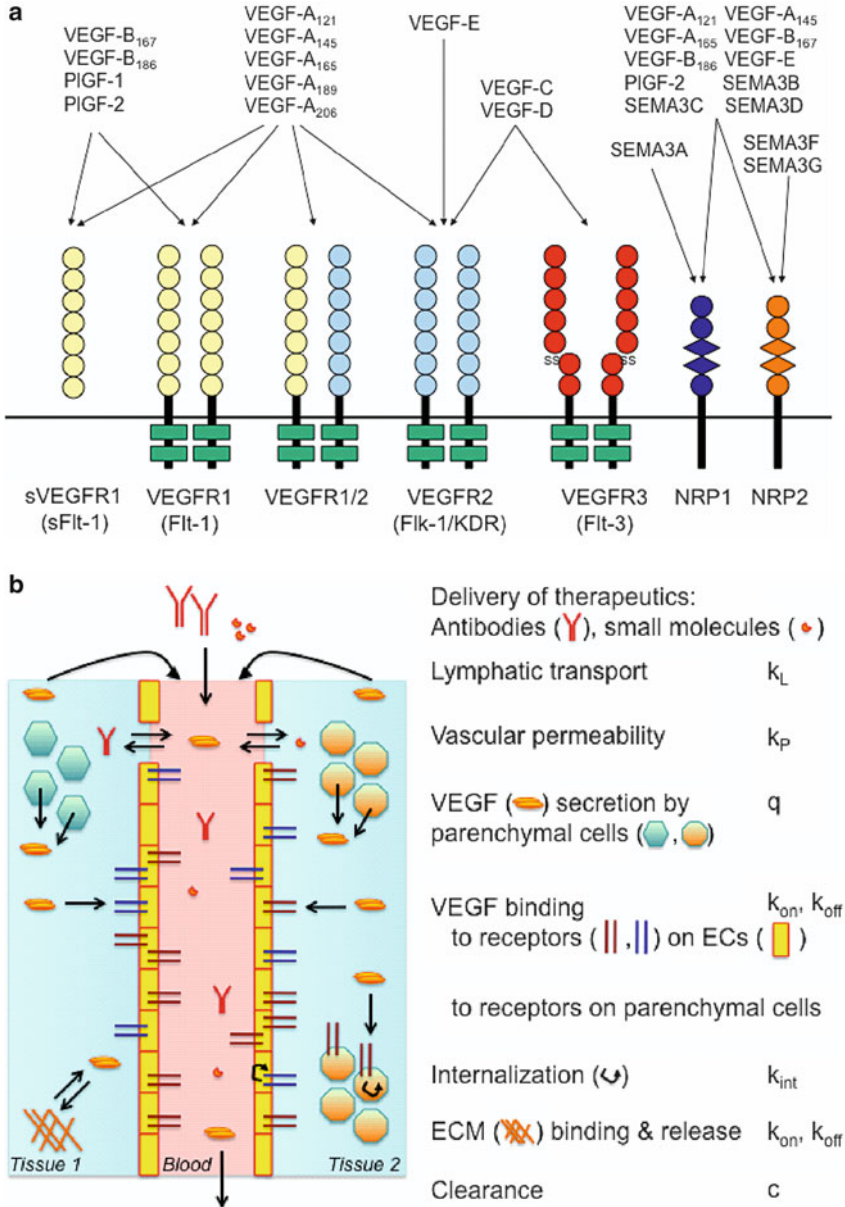 a
VEGF-B167
VEGF-B186
PlGF-1
PlGF-2
VEGF-A121
VEGF-A145
VEGF-A165
VEGF-A189
VEGF-A206
VEGF-E
VEGF-C
VEGF-D
VEGF-A121 VEGF-A145
VEGF-A165 VEGF-B167
VEGF-B186 VEGF-E
PlGF-2 SEMA3B
SEMA3C SEMA3D
SEMA3A
SEMA3F
SEMA3G
ss ss
sVEGFR1
(sFlt-1)
VEGFR1
(Flt-1)
VEGFR1/2
VEGFR2
(Flk-1/KDR)
VEGFR3
(Flt-3)
NRP1
NRP2
b
Delivery of therapeutics:
Antibodies ( ), small molecules ( )
Lymphatic transport kL
Vascular permeability kP
VEGF ( ) secretion by q
parenchymal cells ( , )
VEGF binding kon, koff
to receptors ( , ) on ECs ( )
to receptors on parenchymal cells
Internalization ( ) kint
ECM ( ) binding & release kon, koff
Clearance c
Tissue 1
Blood
Tissue 2